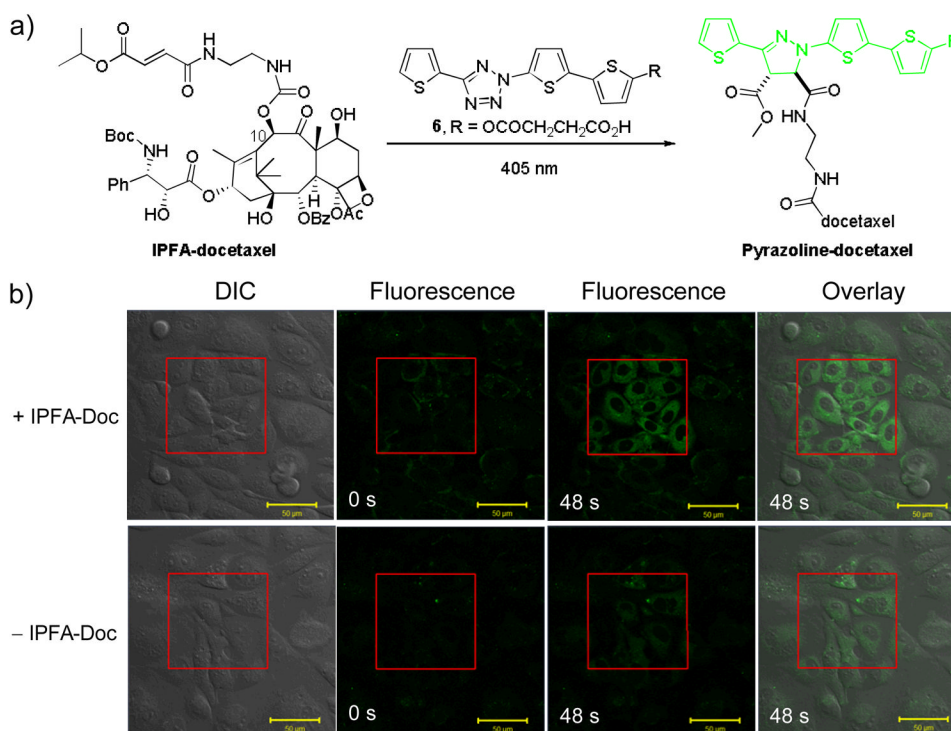 a)
O
O
O
H
N
N
H
O
O
10
O
OH
Boc
NH
O
Ph
O
OH
HO
OBz
OAc
O
IPFA-docetaxel
S
N
N
N
N
S
S
R
6, R = OCOCH₂CH₂CO₂H
405 nm
S
N
N
S
S
R
O
O
O
NH
NH
O
docetaxel
Pyrazoline-docetaxel
b)
DIC Fluorescence Fluorescence Overlay
+ IPFA-Doc
0 s 48 s 48 s
50 µm 50 µm 50 µm 50 µm
− IPFA-Doc
0 s 48 s 48 s
50 µm 50 µm 50 µm 50 µm